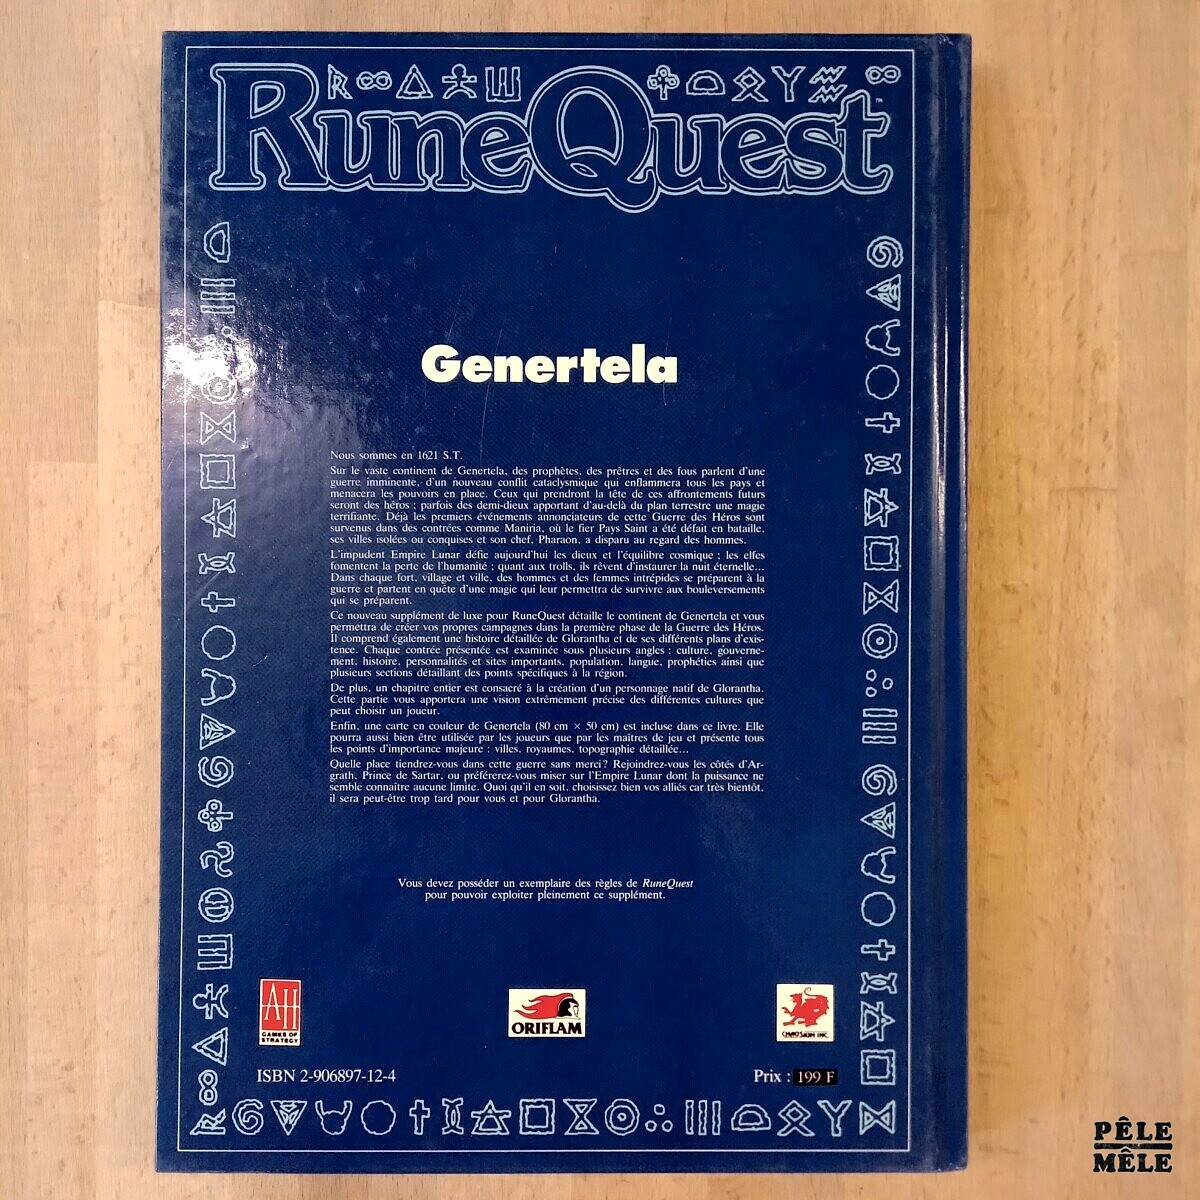 RuneQuest™
Genertela
Nous sommes en 1621 S.T.
Sur le vaste continent de Genertela, des prophètes, des prêtres et des fous parlent d'une
guerre imminente, d'un nouveau conflit cataclysmique qui enflammera tous les pays et
menacera les pouvoirs en place. Ceux qui prendront la tête de ces affrontements futurs
seront des héros ; parfois des demi-dieux apportant d'au-delà du plan terrestre une magie
terrifiante. Déjà les premiers événements annonciateurs de cette Guerre des Héros sont
survenus dans des contrées comme Maniria, où le fier Pays Saint a été défait en bataille,
ses villes isolées ou conquises et son chef, Pharaon, a disparu au regard des hommes.
L'impudent Empire Lunar défie aujourd'hui les dieux et l'équilibre cosmique ; les elfes
fomentent la perte de l'humanité ; quant aux trolls, ils rêvent d'instaurer la nuit éternelle...
Dans chaque fort, village et ville, des hommes et des femmes intrépides se préparent à la
guerre et partent en quête d'une magie qui leur permettra de survivre aux bouleversements
qui se préparent.
Ce nouveau supplément de luxe pour RuneQuest détaille le continent de Genertela et vous
permettra de créer vos propres campagnes dans la première phase de la Guerre des Héros.
Il comprend également une histoire détaillée de Glorantha et de ses différents plans d'exis-
tence. Chaque contrée présentée est examinée sous plusieurs angles : culture, gouverne-
ment, histoire, personnalités et sites importants, population, langue, prophéties ainsi que
plusieurs sections détaillant des points spécifiques à la région.
De plus, un chapitre entier est consacré à la création d'un personnage natif de Glorantha.
Cette partie vous apportera une vision extrêmement précise des différentes cultures que
peut choisir un joueur.
Enfin, une carte en couleur de Genertela (80 cm × 50 cm) est incluse dans ce livre. Elle
pourra aussi bien être utilisée par les joueurs que par les maîtres de jeu et présente tous
les points d'importance majeure : villes, royaumes, topographie détaillée...
Quelle place tiendrez-vous dans cette guerre sans merci ? Rejoindrez-vous les côtés d'Ar-
grath, Prince de Sartar, ou préférerez-vous miser sur l'Empire Lunar dont la puissance ne
semble connaître aucune limite. Quoi qu'il en soit, choisissez bien vos alliés car très bientôt,
il sera peut-être trop tard pour vous et pour Glorantha.
Vous devez posséder un exemplaire des règles de RuneQuest
pour pouvoir exploiter pleinement ce supplément.
AH
GAMES OF
STRATEGY
ORIFLAM
CHAOSIUM INC.
ISBN 2-906897-12-4
Prix : 199 F
PÊLE
MÊLE